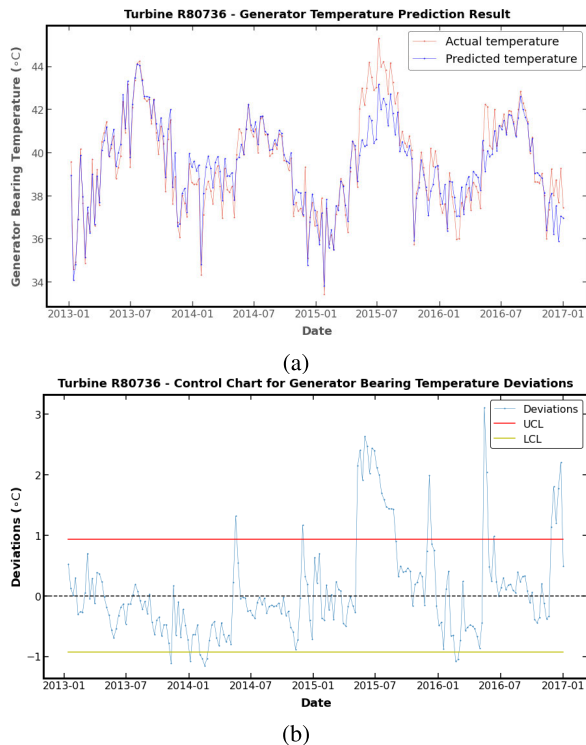 Turbine R80736 - Generator Temperature Prediction Result
Generator Bearing Temperature (∘C)
44
42
40
38
36
34
Actual temperature
Predicted temperature
2013-01 2013-07 2014-01 2014-07 2015-01 2015-07 2016-01 2016-07 2017-01
Date
(a)
Turbine R80736 - Control Chart for Generator Bearing Temperature Deviations
Deviations (∘C)
3
2
1
0
−1
Deviations
UCL
LCL
2013-01 2013-07 2014-01 2014-07 2015-01 2015-07 2016-01 2016-07 2017-01
Date
(b)